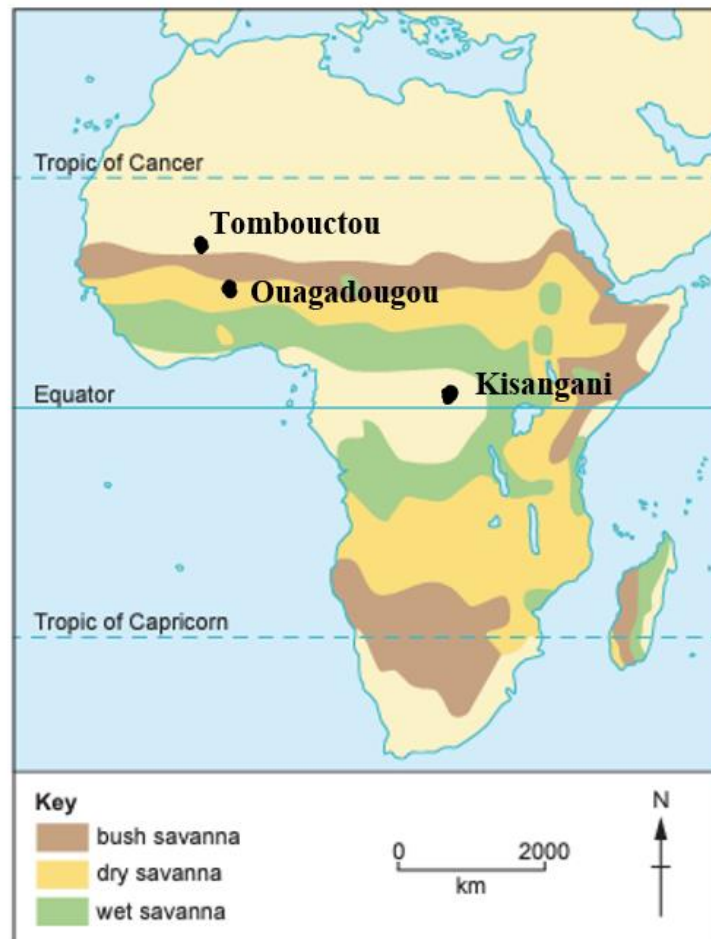 Tropic of Cancer
Tombouctou
Ouagadougou
Kisangani
Equator
Tropic of Capricorn
Key
bush savanna
dry savanna
wet savanna
0 2000
km
N